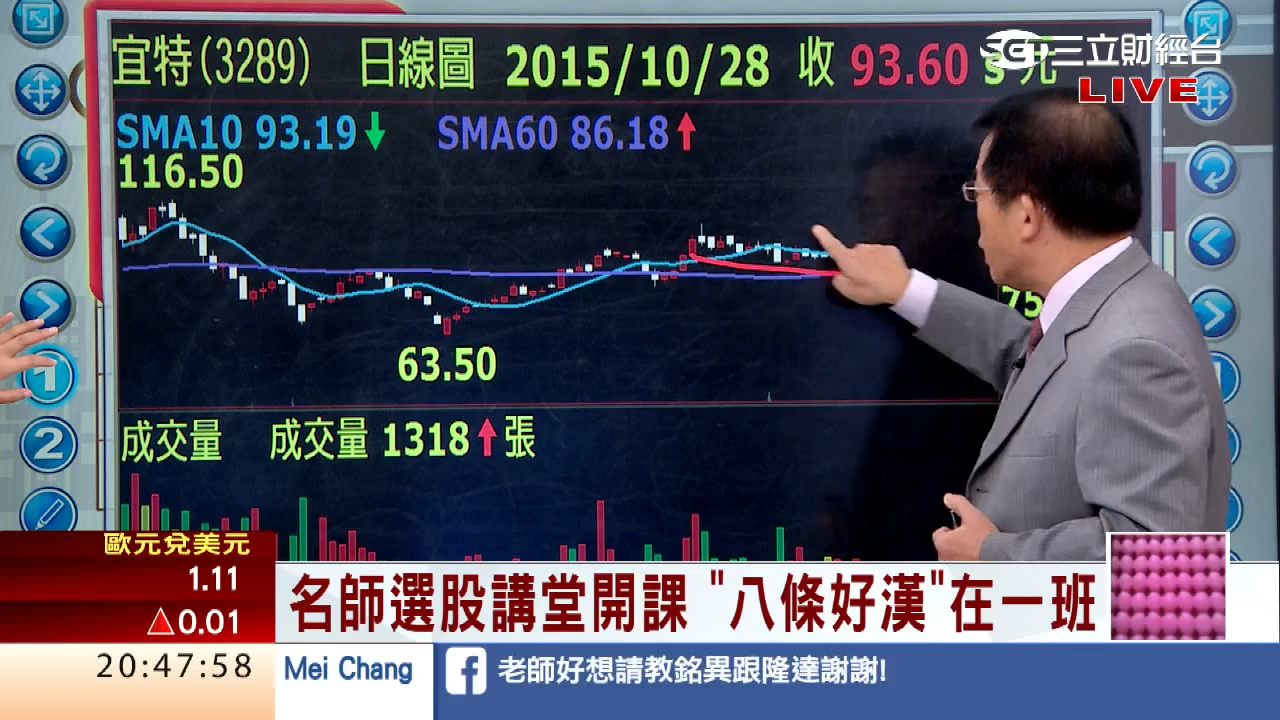 宜特(3289) 日線圖 2015/10/28 收 93.60 s 元
三立財經台
LIVE
SMA10 93.19↓ SMA60 86.18↑
116.50
63.50
75
成交量 成交量 1318↑張
1
2
歐元兌美元
1.11
△0.01
名師選股講堂開課 "八條好漢"在一班
20:47:58
Mei Chang
老師好想請教銘異跟隆達謝謝!